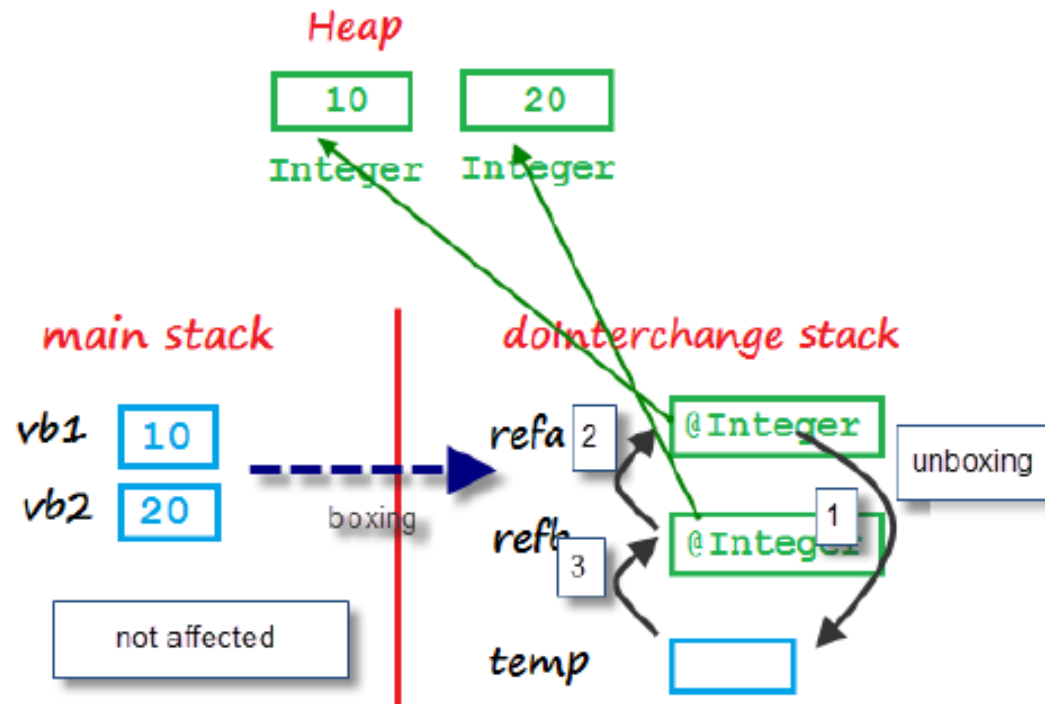 Heap
10 20
Integer Integer
main stack doInterchange stack
vb1 10 refa 2 @Integer
unboxing
vb2 20
boxing refb 1 @Integer
3
not affected
temp